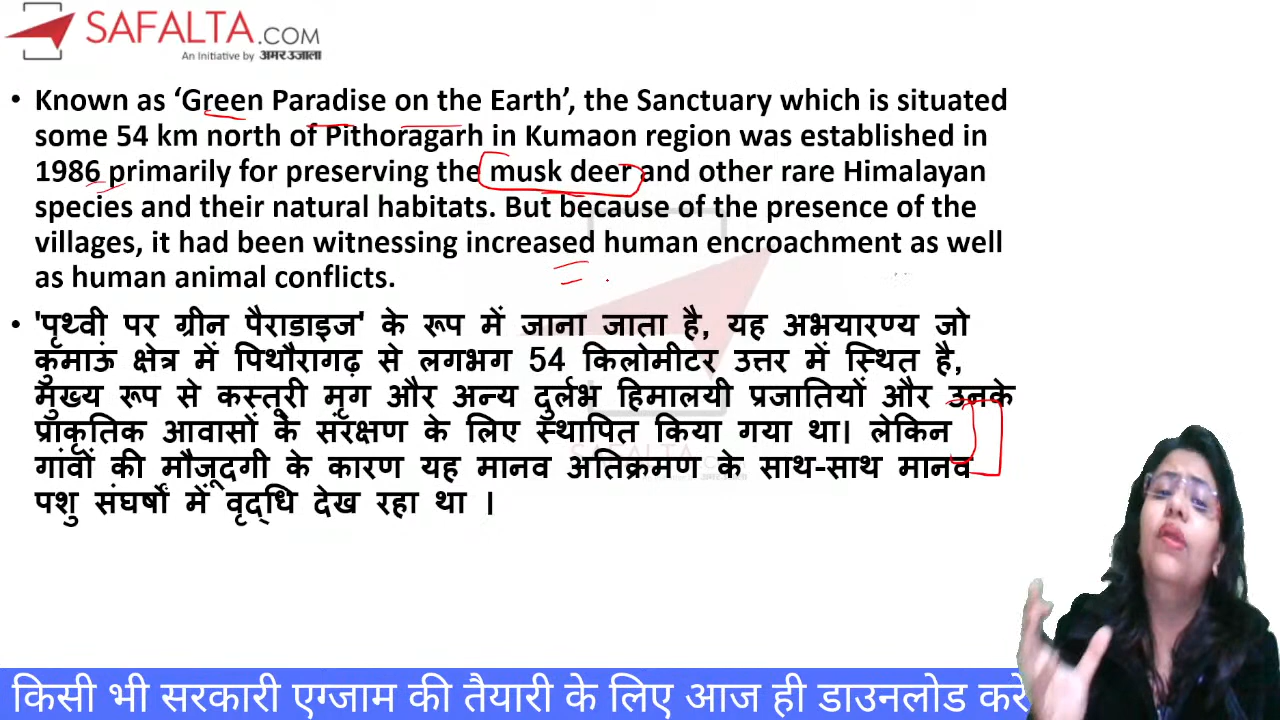 SAFALTA.COM
An Initiative by अमर उजाला
• Known as ‘Green Paradise on the Earth’, the Sanctuary which is situated
some 54 km north of Pithoragarh in Kumaon region was established in
1986 primarily for preserving the musk deer and other rare Himalayan
species and their natural habitats. But because of the presence of the
villages, it had been witnessing increased human encroachment as well
as human animal conflicts.
• 'पृथ्वी पर ग्रीन पैराडाइज' के रूप में जाना जाता है, यह अभयारण्य जो
कुमाऊं क्षेत्र में पिथौरागढ़ से लगभग 54 किलोमीटर उत्तर में स्थित है,
मुख्य रूप से कस्तूरी मृग और अन्य दुर्लभ हिमालयी प्रजातियों और उनके
प्राकृतिक आवासों के संरक्षण के लिए स्थापित किया गया था। लेकिन
गांवों की मौजूदगी के कारण यह मानव अतिक्रमण के साथ-साथ मानव
पशु संघर्षों में वृद्धि देख रहा था ।
किसी भी सरकारी एग्जाम की तैयारी के लिए आज ही डाउनलोड करे